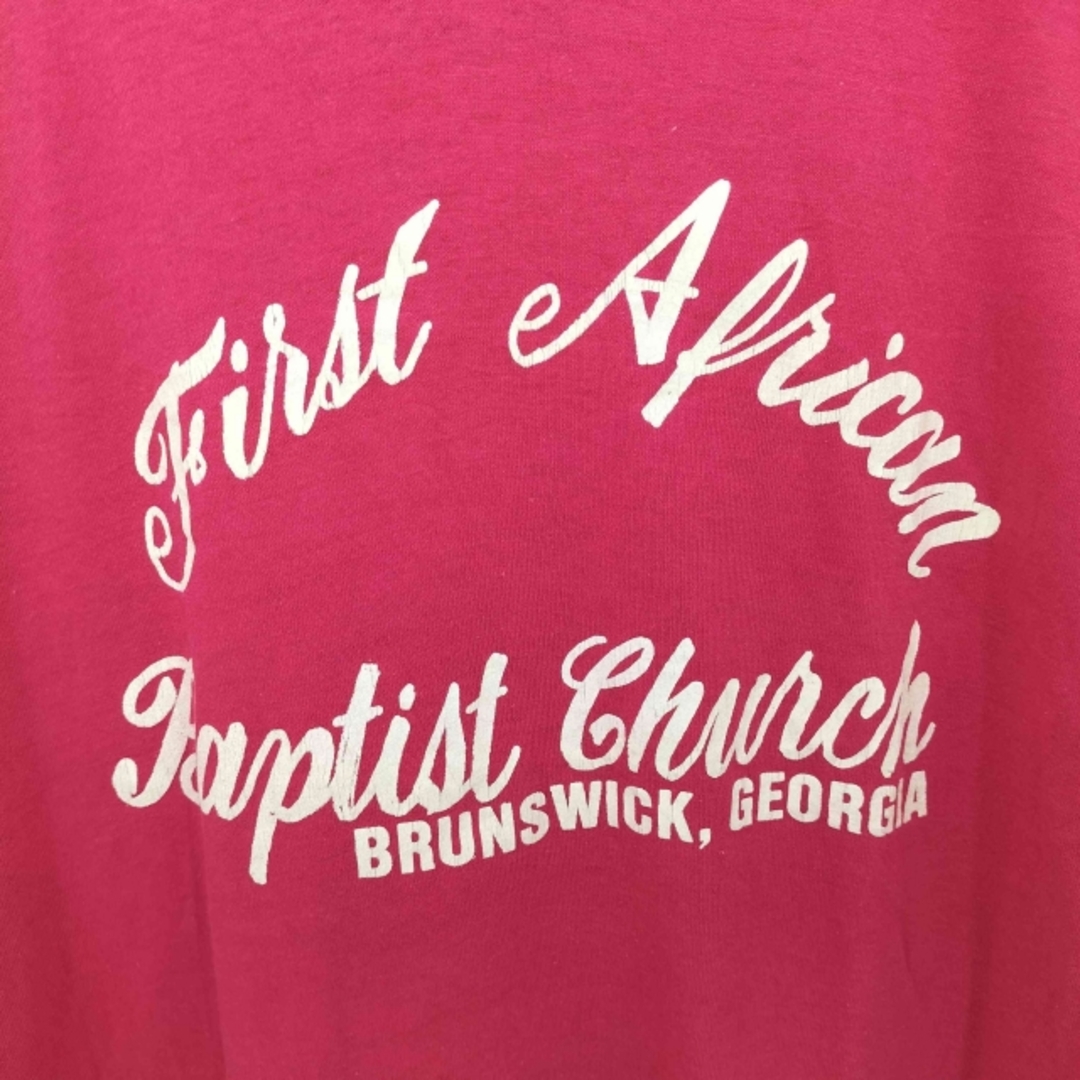 First African
Baptist Church
BRUNSWICK, GEORGIA